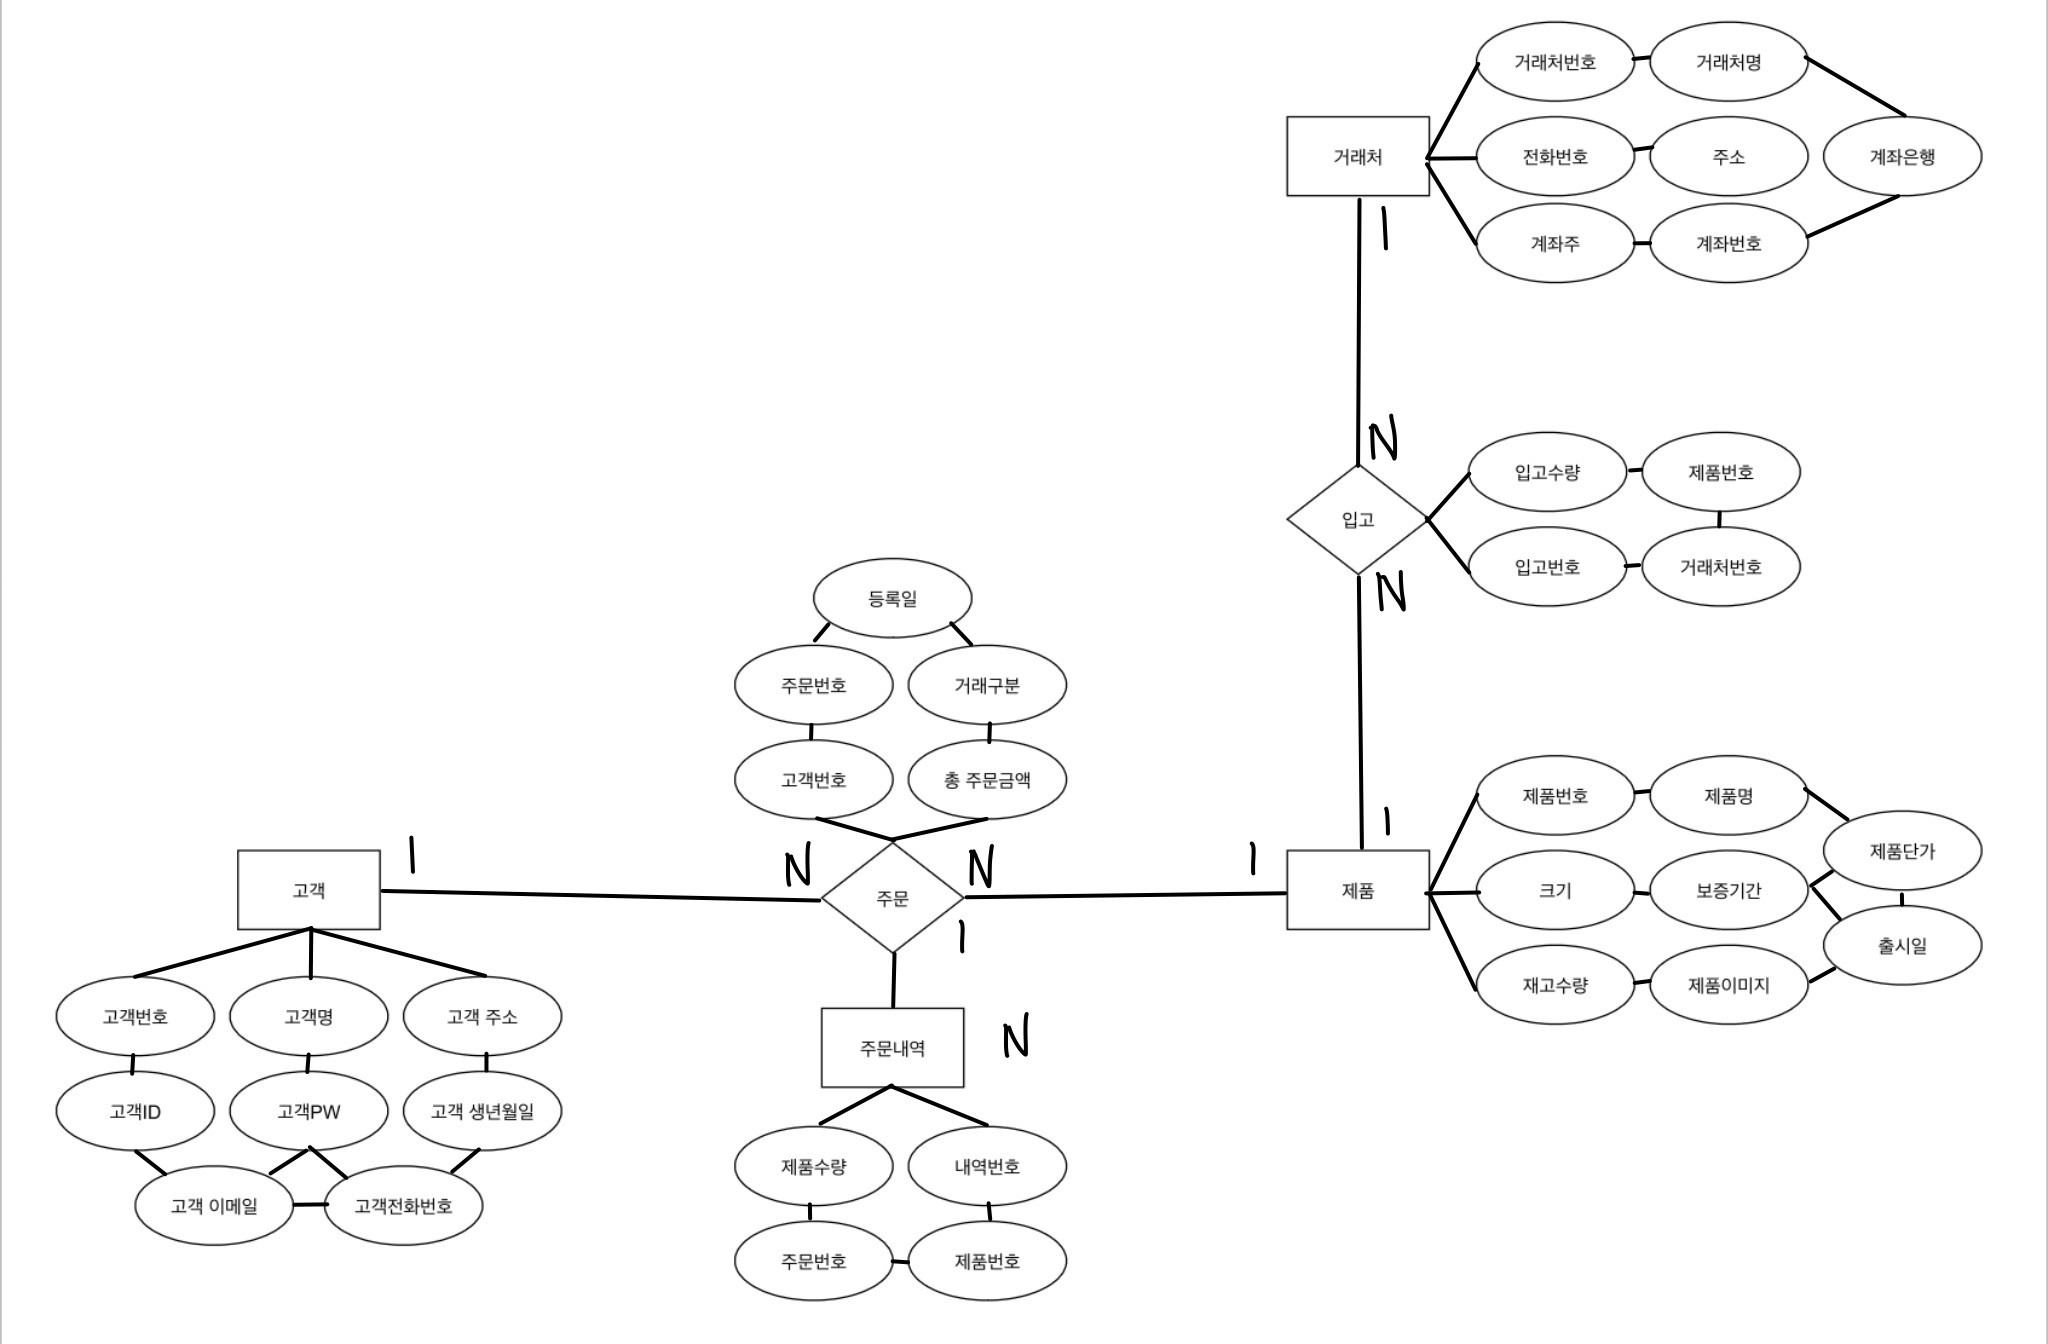 거래처번호 거래처명
거래처 전화번호 주소 계좌은행
계좌주 계좌번호
1
N
입고수량 제품번호
입고
입고번호 거래처번호
N
등록일
주문번호 거래구분
고객번호 총 주문금액
제품번호 제품명
제품단가
1
1 N N 1
고객 주문 제품 크기 보증기간
출시일
1
재고수량 제품이미지
고객번호 고객명 고객 주소
주문내역 N
고객ID 고객PW 고객 생년월일
제품수량 내역번호
고객 이메일 고객전화번호
주문번호 제품번호